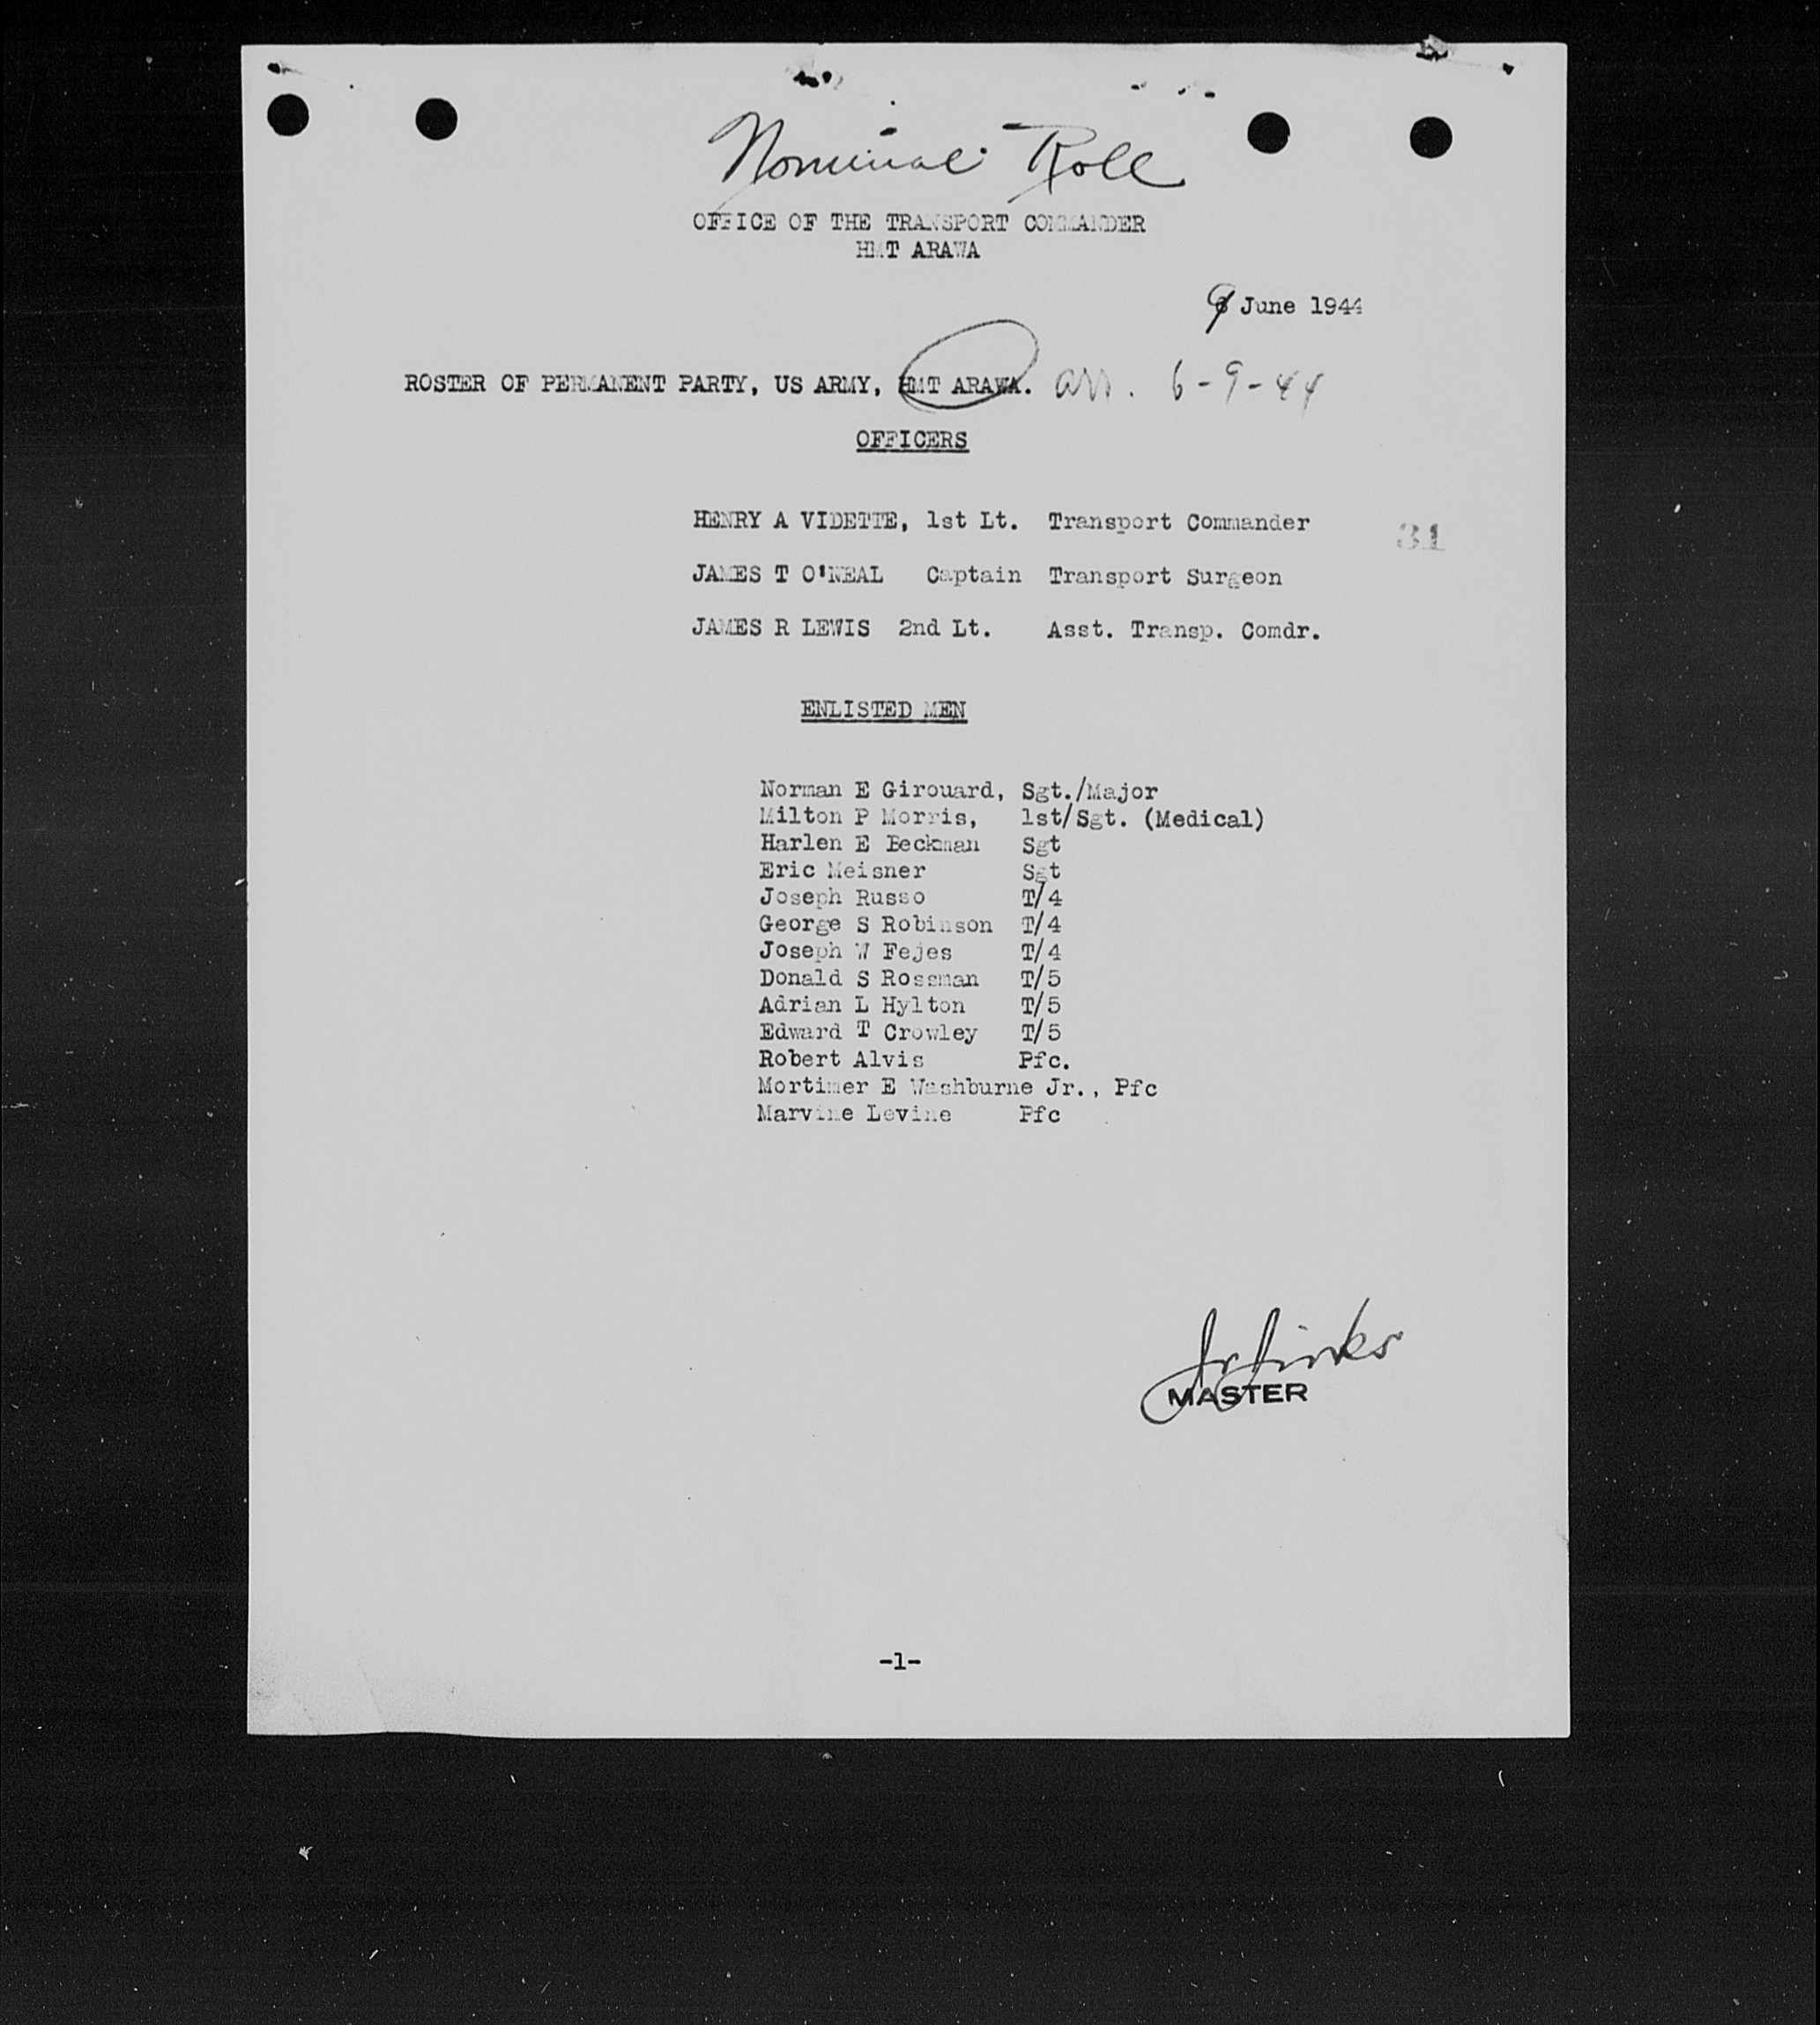 Nominal Roll
OFFICE OF THE TRANSPORT COMMANDER
HMT ARAWA
9 June 1944
ROSTER OF PERMANENT PARTY, US ARMY, HMT ARAWA. arr. 6-9-44
OFFICERS
HENRY A VIDETTE, 1st Lt. Transport Commander
31
JAMES T O'NEAL Captain Transport Surgeon
JAMES R LEWIS 2nd Lt. Asst. Transp. Comdr.
ENLISTED MEN
Norman E Girouard, Sgt./Major
Milton P Morris, 1st/Sgt. (Medical)
Harlen E Beckman Sgt
Eric Meisner Sgt
Joseph Russo T/4
George S Robinson T/4
Joseph W Fejes T/4
Donald S Rossman T/5
Adrian L Hylton T/5
Edward T Crowley T/5
Robert Alvis Pfc.
Mortimer E Washburne Jr., Pfc
Marvine Levine Pfc
MASTER
-1-